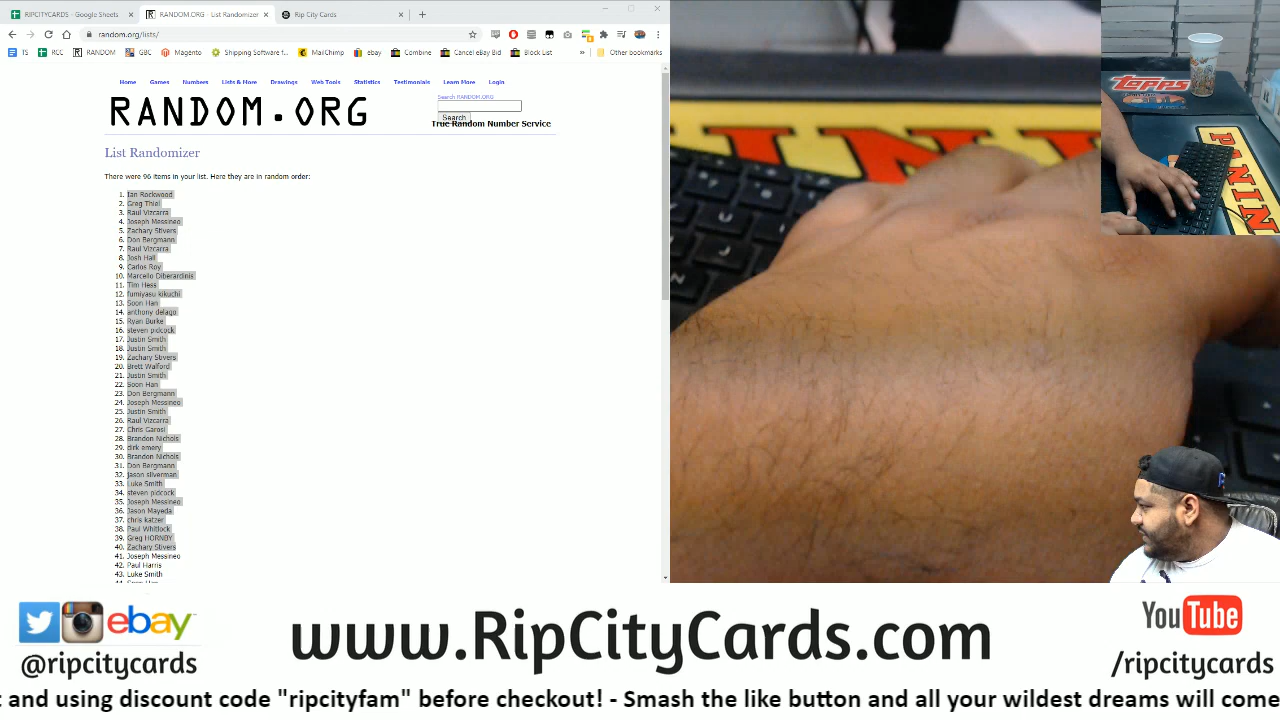 RIPCITYCARDS - Google Sheets
RANDOM.ORG - List Randomizer
Rip City Cards
random.org/lists/
TS
RCC
RANDOM
GBC
Magento
Shipping Software f...
MailChimp
ebay
Combine
Cancel eBay Bid
Block List
Other bookmarks
Home Games Numbers Lists & More Drawings Web Tools Statistics Testimonials Learn More Login
RANDOM.ORG
Search RANDOM.ORG
Search
True Random Number Service
List Randomizer
There were 96 items in your list. Here they are in random order:
1. Ian Rockwood
2. Greg Thiel
3. Raul Vizcarra
4. Joseph Messineo
5. Zachary Stivers
6. Don Bergmann
7. Raul Vizcarra
8. Josh Hall
9. Carlos Roy
10. Marcello Diberardinis
11. Tim Hess
12. fumiyasu kikuchi
13. Soon Han
14. anthony delago
15. Ryan Burke
16. steven pidcock
17. Justin Smith
18. Justin Smith
19. Zachary Stivers
20. Brett Walford
21. Justin Smith
22. Soon Han
23. Don Bergmann
24. Joseph Messineo
25. Justin Smith
26. Raul Vizcarra
27. Chris Garosi
28. Brandon Nichols
29. dirk emery
30. Brandon Nichols
31. Don Bergmann
32. jason silverman
33. Luke Smith
34. steven pidcock
35. Joseph Messineo
36. Jason Mayeda
37. chris katzer
38. Paul Whitlock
39. Greg HORNBY
40. Zachary Stivers
41. Joseph Messineo
42. Paul Harris
43. Luke Smith
topps
PANINI
ebay
@ripcitycards
www.RipCityCards.com
YouTube
/ripcitycards
t and using discount code "ripcityfam" before checkout! - Smash the like button and all your wildest dreams will come